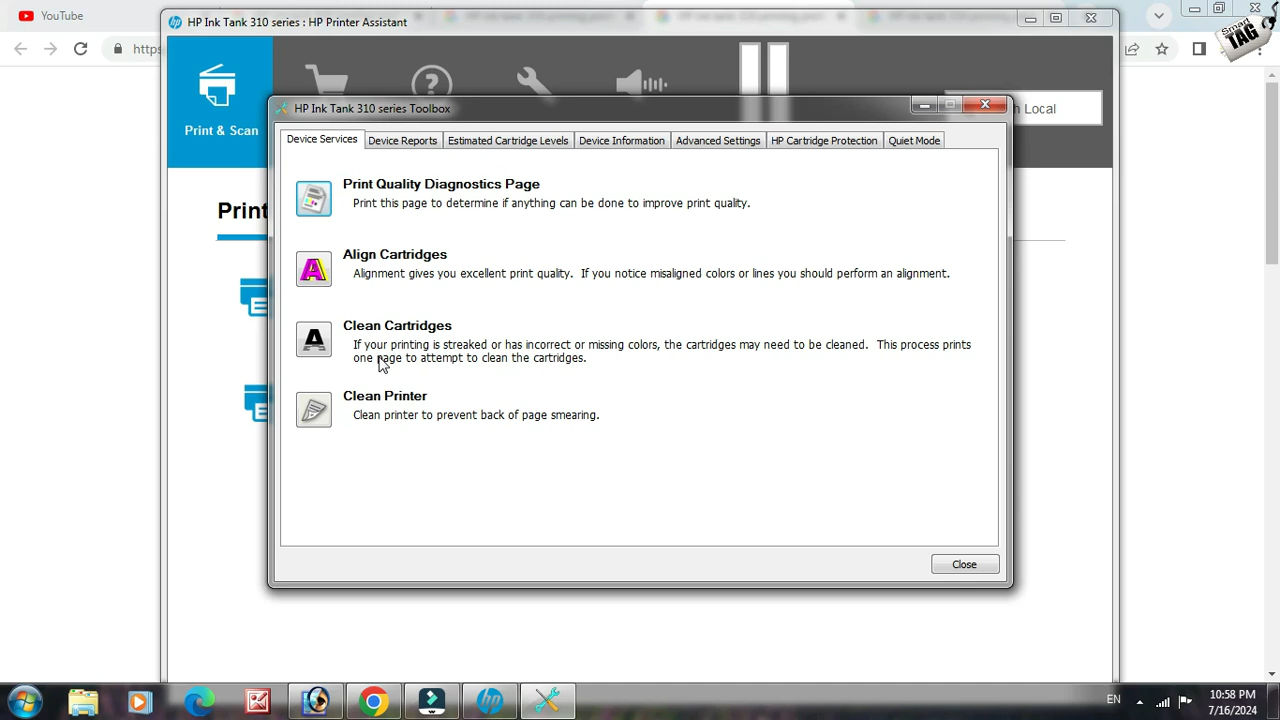 YouTube
HP Ink Tank 310 series : HP Printer Assistant
https
SmartTAG
Print & Scan
Print
HP Ink Tank 310 series Toolbox
n Local
Device Services
Device Reports
Estimated Cartridge Levels
Device Information
Advanced Settings
HP Cartridge Protection
Quiet Mode
Print Quality Diagnostics Page
Print this page to determine if anything can be done to improve print quality.
Align Cartridges
Alignment gives you excellent print quality. If you notice misaligned colors or lines you should perform an alignment.
Clean Cartridges
If your printing is streaked or has incorrect or missing colors, the cartridges may need to be cleaned. This process prints
one page to attempt to clean the cartridges.
Clean Printer
Clean printer to prevent back of page smearing.
Close
EN
10:58 PM
7/16/2024